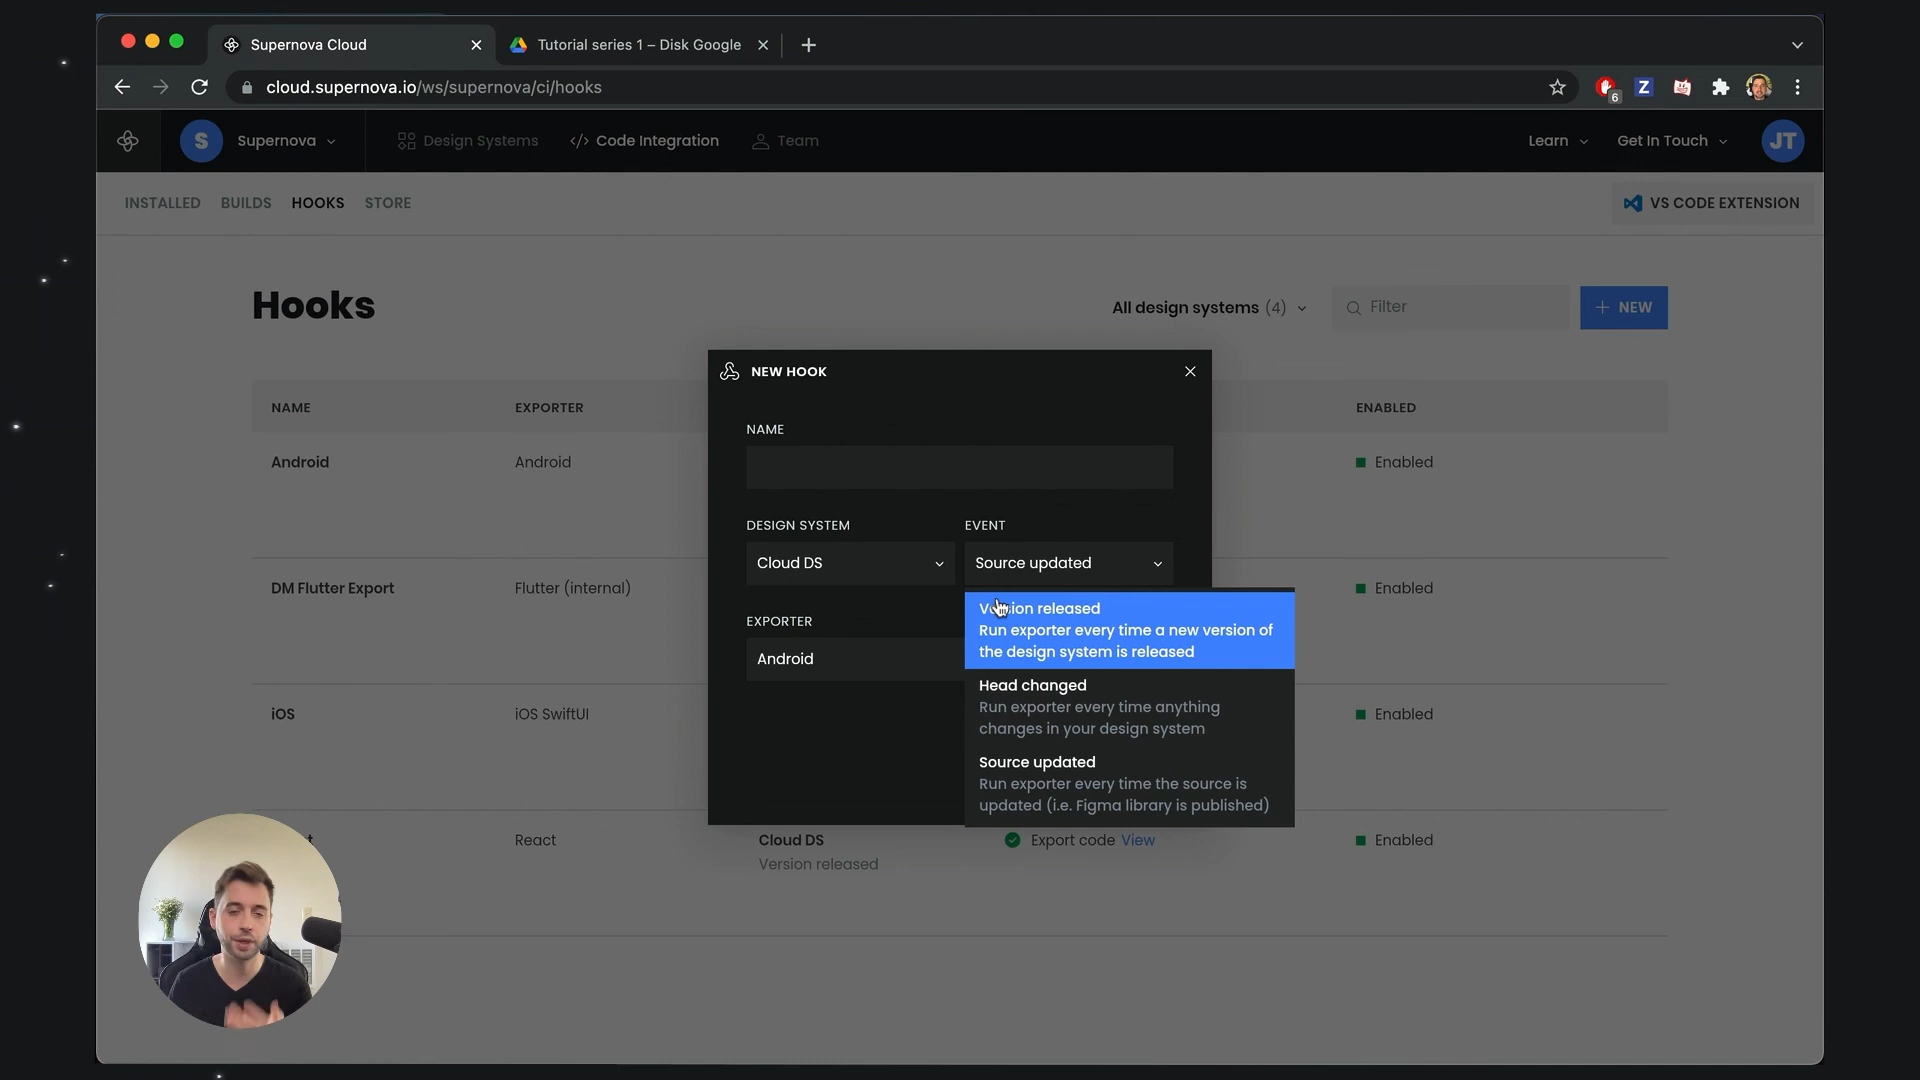 Supernova Cloud
Tutorial series 1 – Disk Google
cloud.supernova.io/ws/supernova/ci/hooks
6
Z
S
Supernova
Design Systems
</> Code Integration
Team
Learn
Get In Touch
JT
INSTALLED
BUILDS
HOOKS
STORE
VS CODE EXTENSION
Hooks
All design systems (4)
Filter
+ NEW
NAME
EXPORTER
ENABLED
Android
Android
Enabled
DM Flutter Export
Flutter (internal)
Enabled
iOS
iOS SwiftUI
Enabled
React
Cloud DS
Version released
Export code View
Enabled
NEW HOOK
NAME
DESIGN SYSTEM
Cloud DS
EVENT
Source updated
EXPORTER
Android
released
Run exporter every time a new version of
the design system is released
Head changed
Run exporter every time anything
changes in your design system
Source updated
Run exporter every time the source is
updated (i.e. Figma library is published)